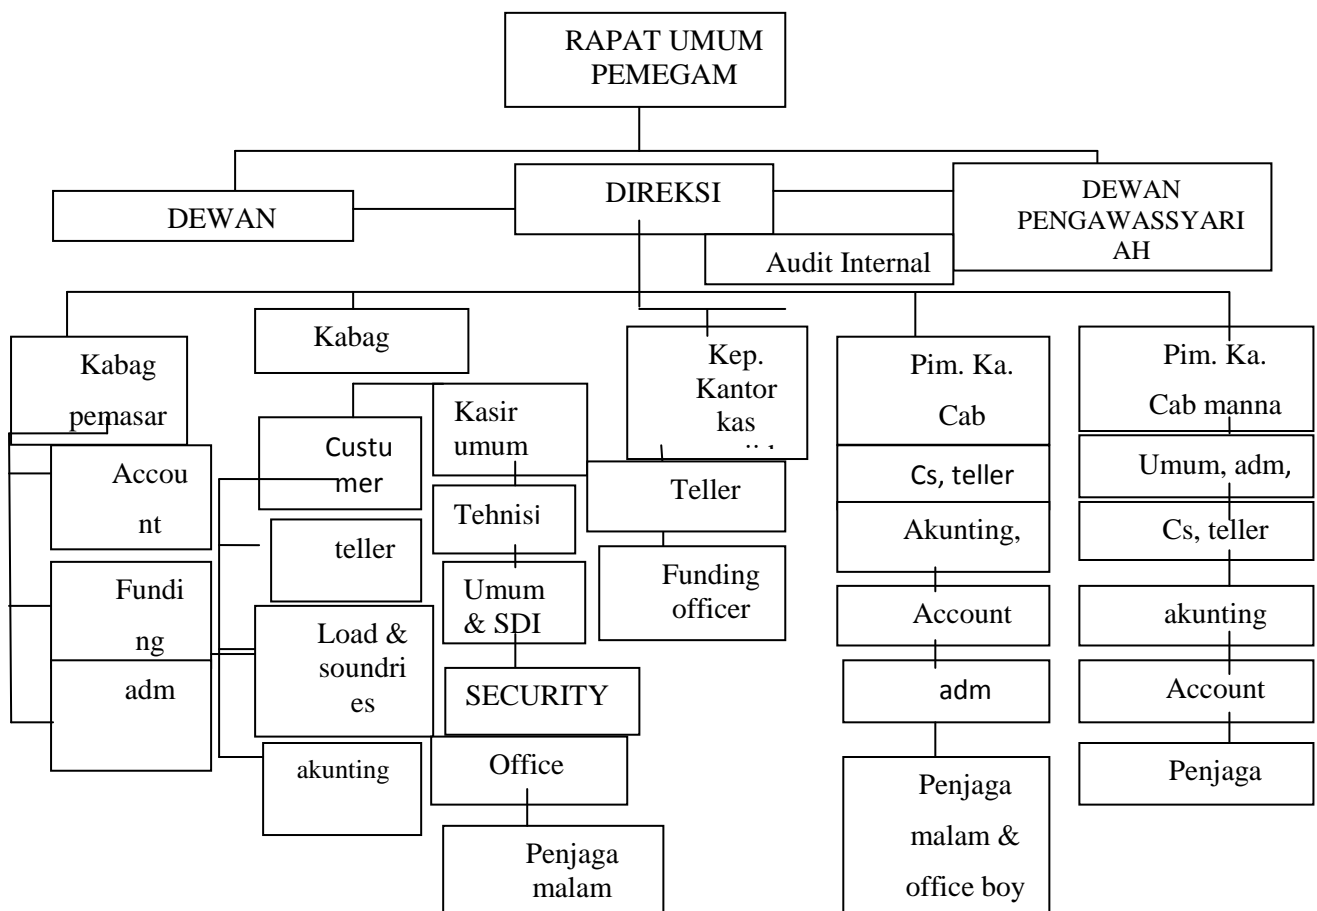 RAPAT UMUM
PEMEGAM
DEWAN
DIREKSI
DEWAN
PENGAWASSYARI
AH
Audit Internal
Kabag
pemasar
Accou
nt
Fundi
ng
adm
Kabag
Custu
mer
teller
Load &
soundri
es
akunting
Kasir
umum
Tehnisi
Umum
& SDI
SECURITY
Office
Penjaga
malam
Kep.
Kantor
kas
Teller
Funding
officer
Pim. Ka.
Cab
Cs, teller
Akunting,
Account
adm
Penjaga
malam &
office boy
Pim. Ka.
Cab manna
Umum, adm,
Cs, teller
akunting
Account
Penjaga